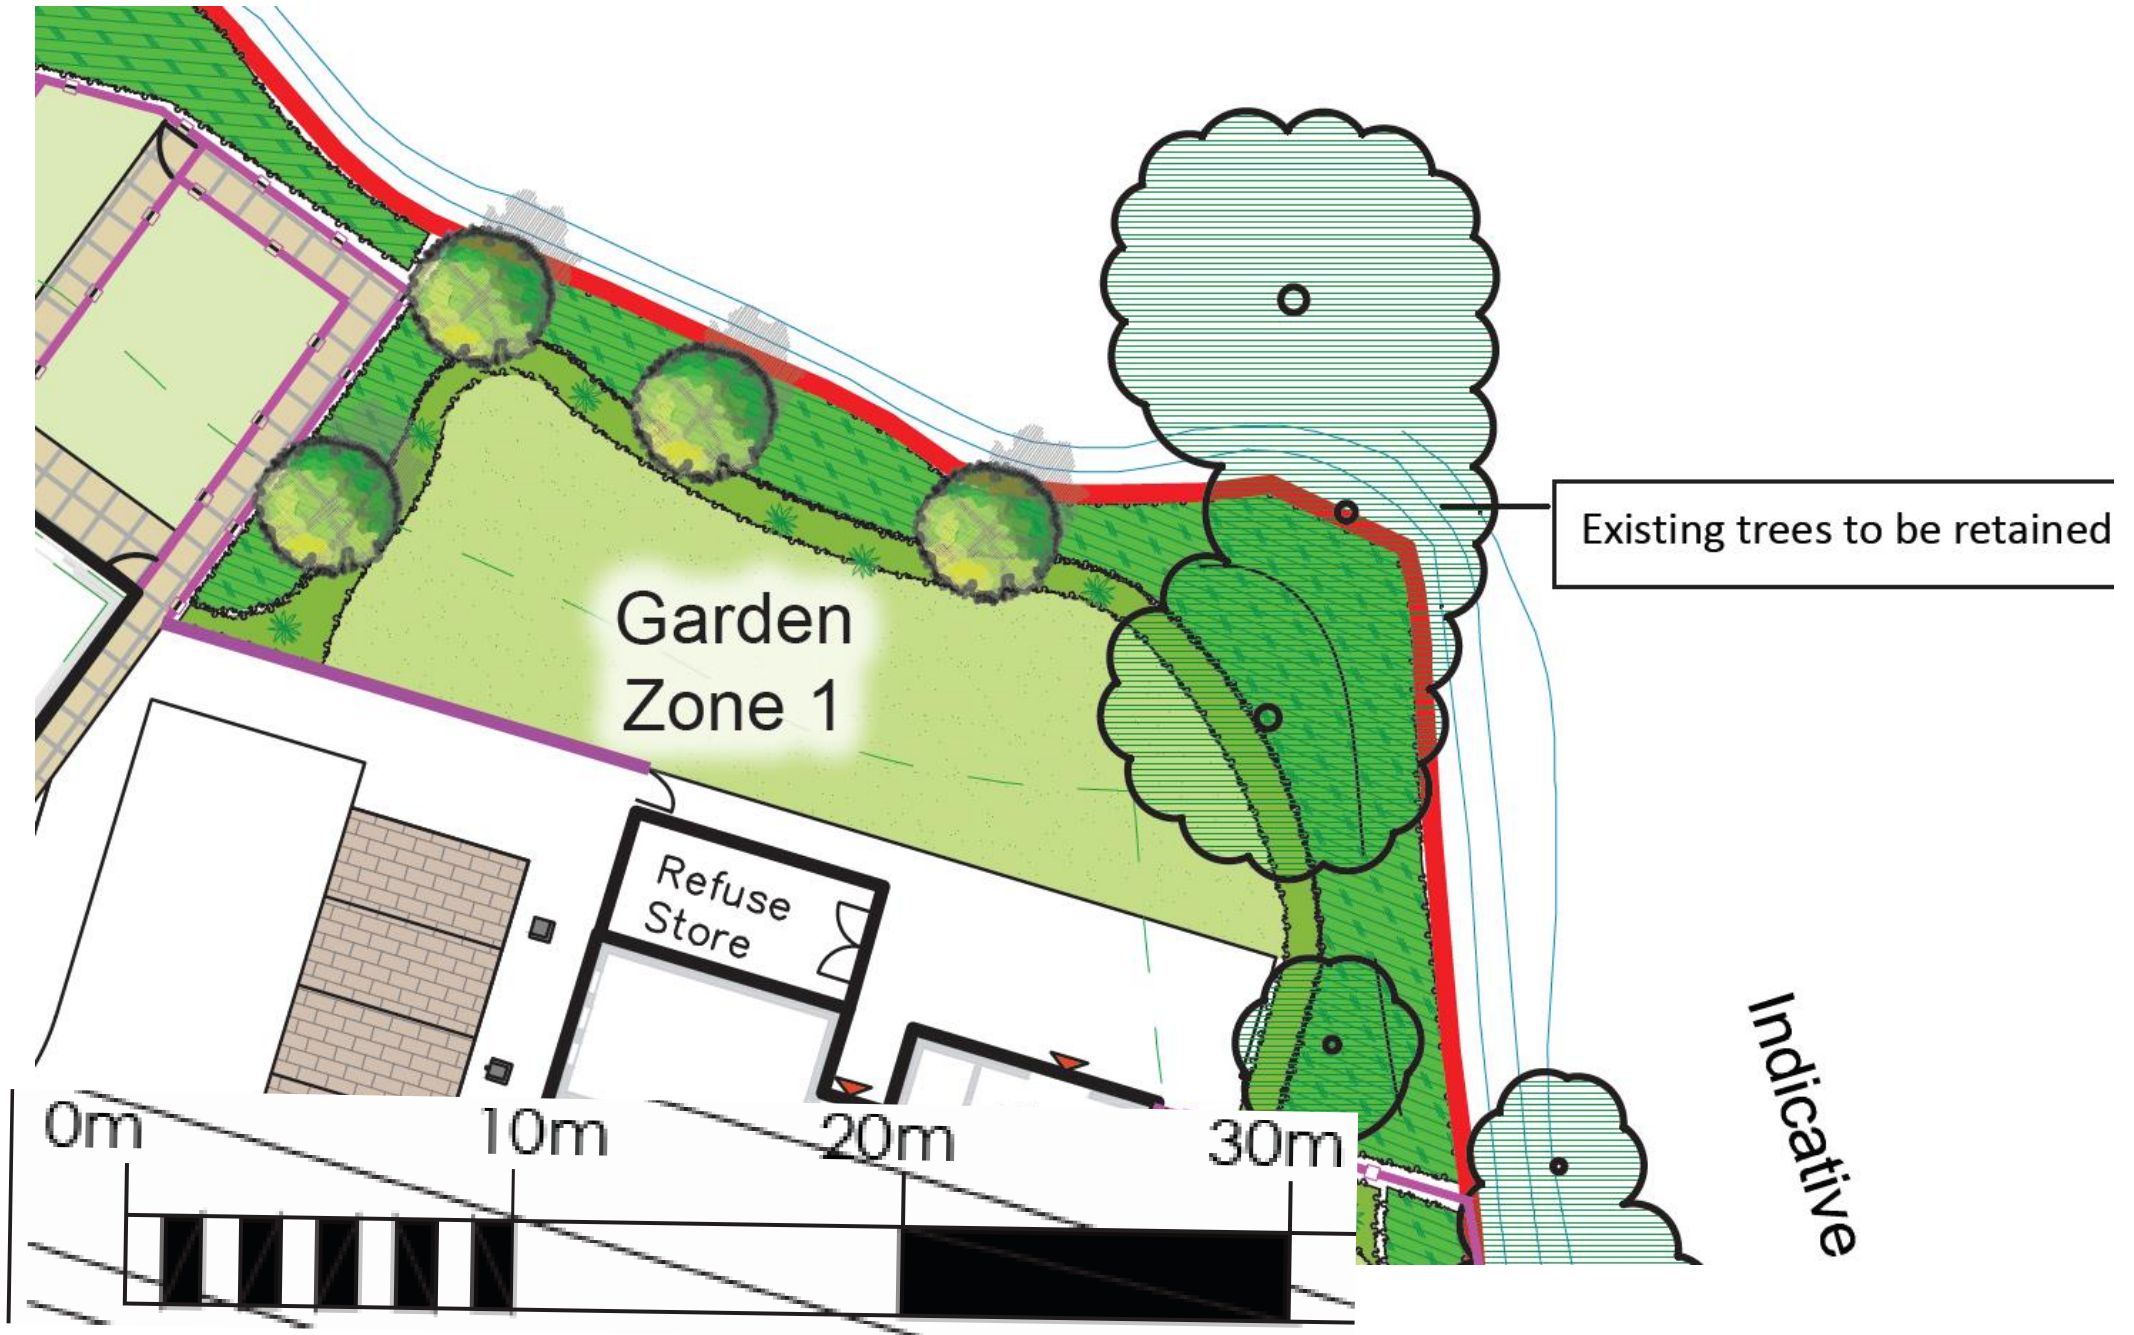 Existing trees to be retained
Garden
Zone 1
Refuse
Store
Indicative
0m 10m 20m 30m